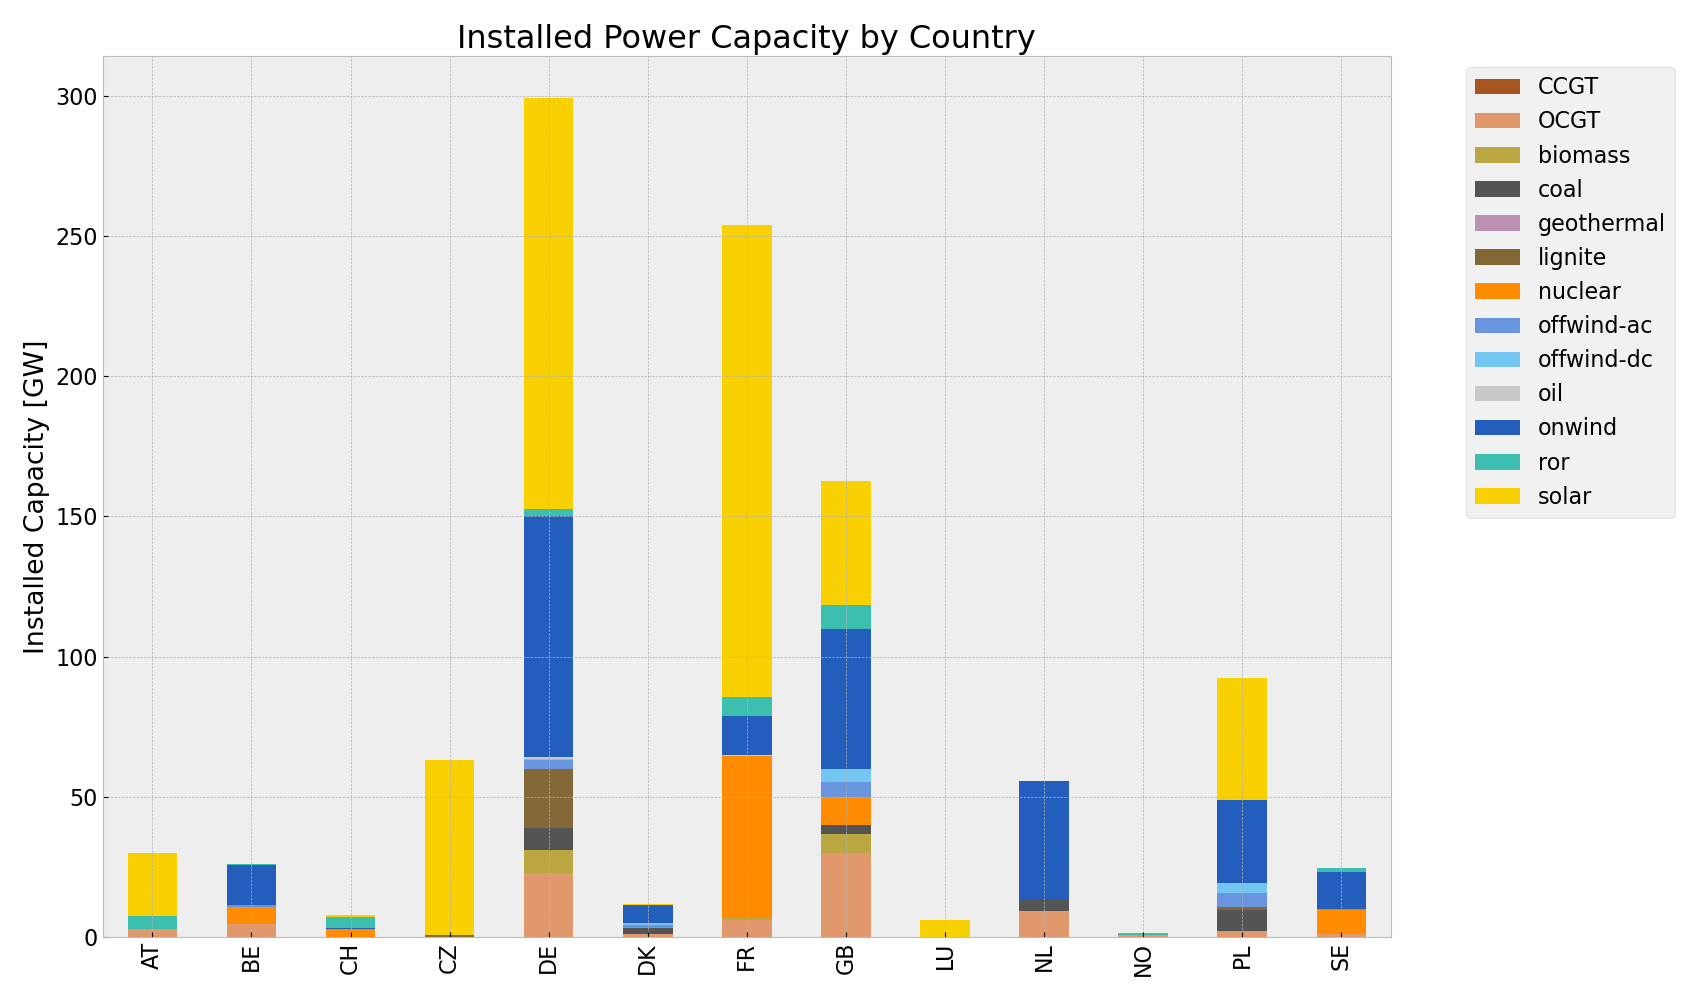 Installed Power Capacity by Country
Installed Capacity [GW]
300
250
200
150
100
50
0
AT
BE
CH
CZ
DE
DK
FR
GB
LU
NL
NO
PL
SE
CCGT
OCGT
biomass
coal
geothermal
lignite
nuclear
offwind-ac
offwind-dc
oil
onwind
ror
solar